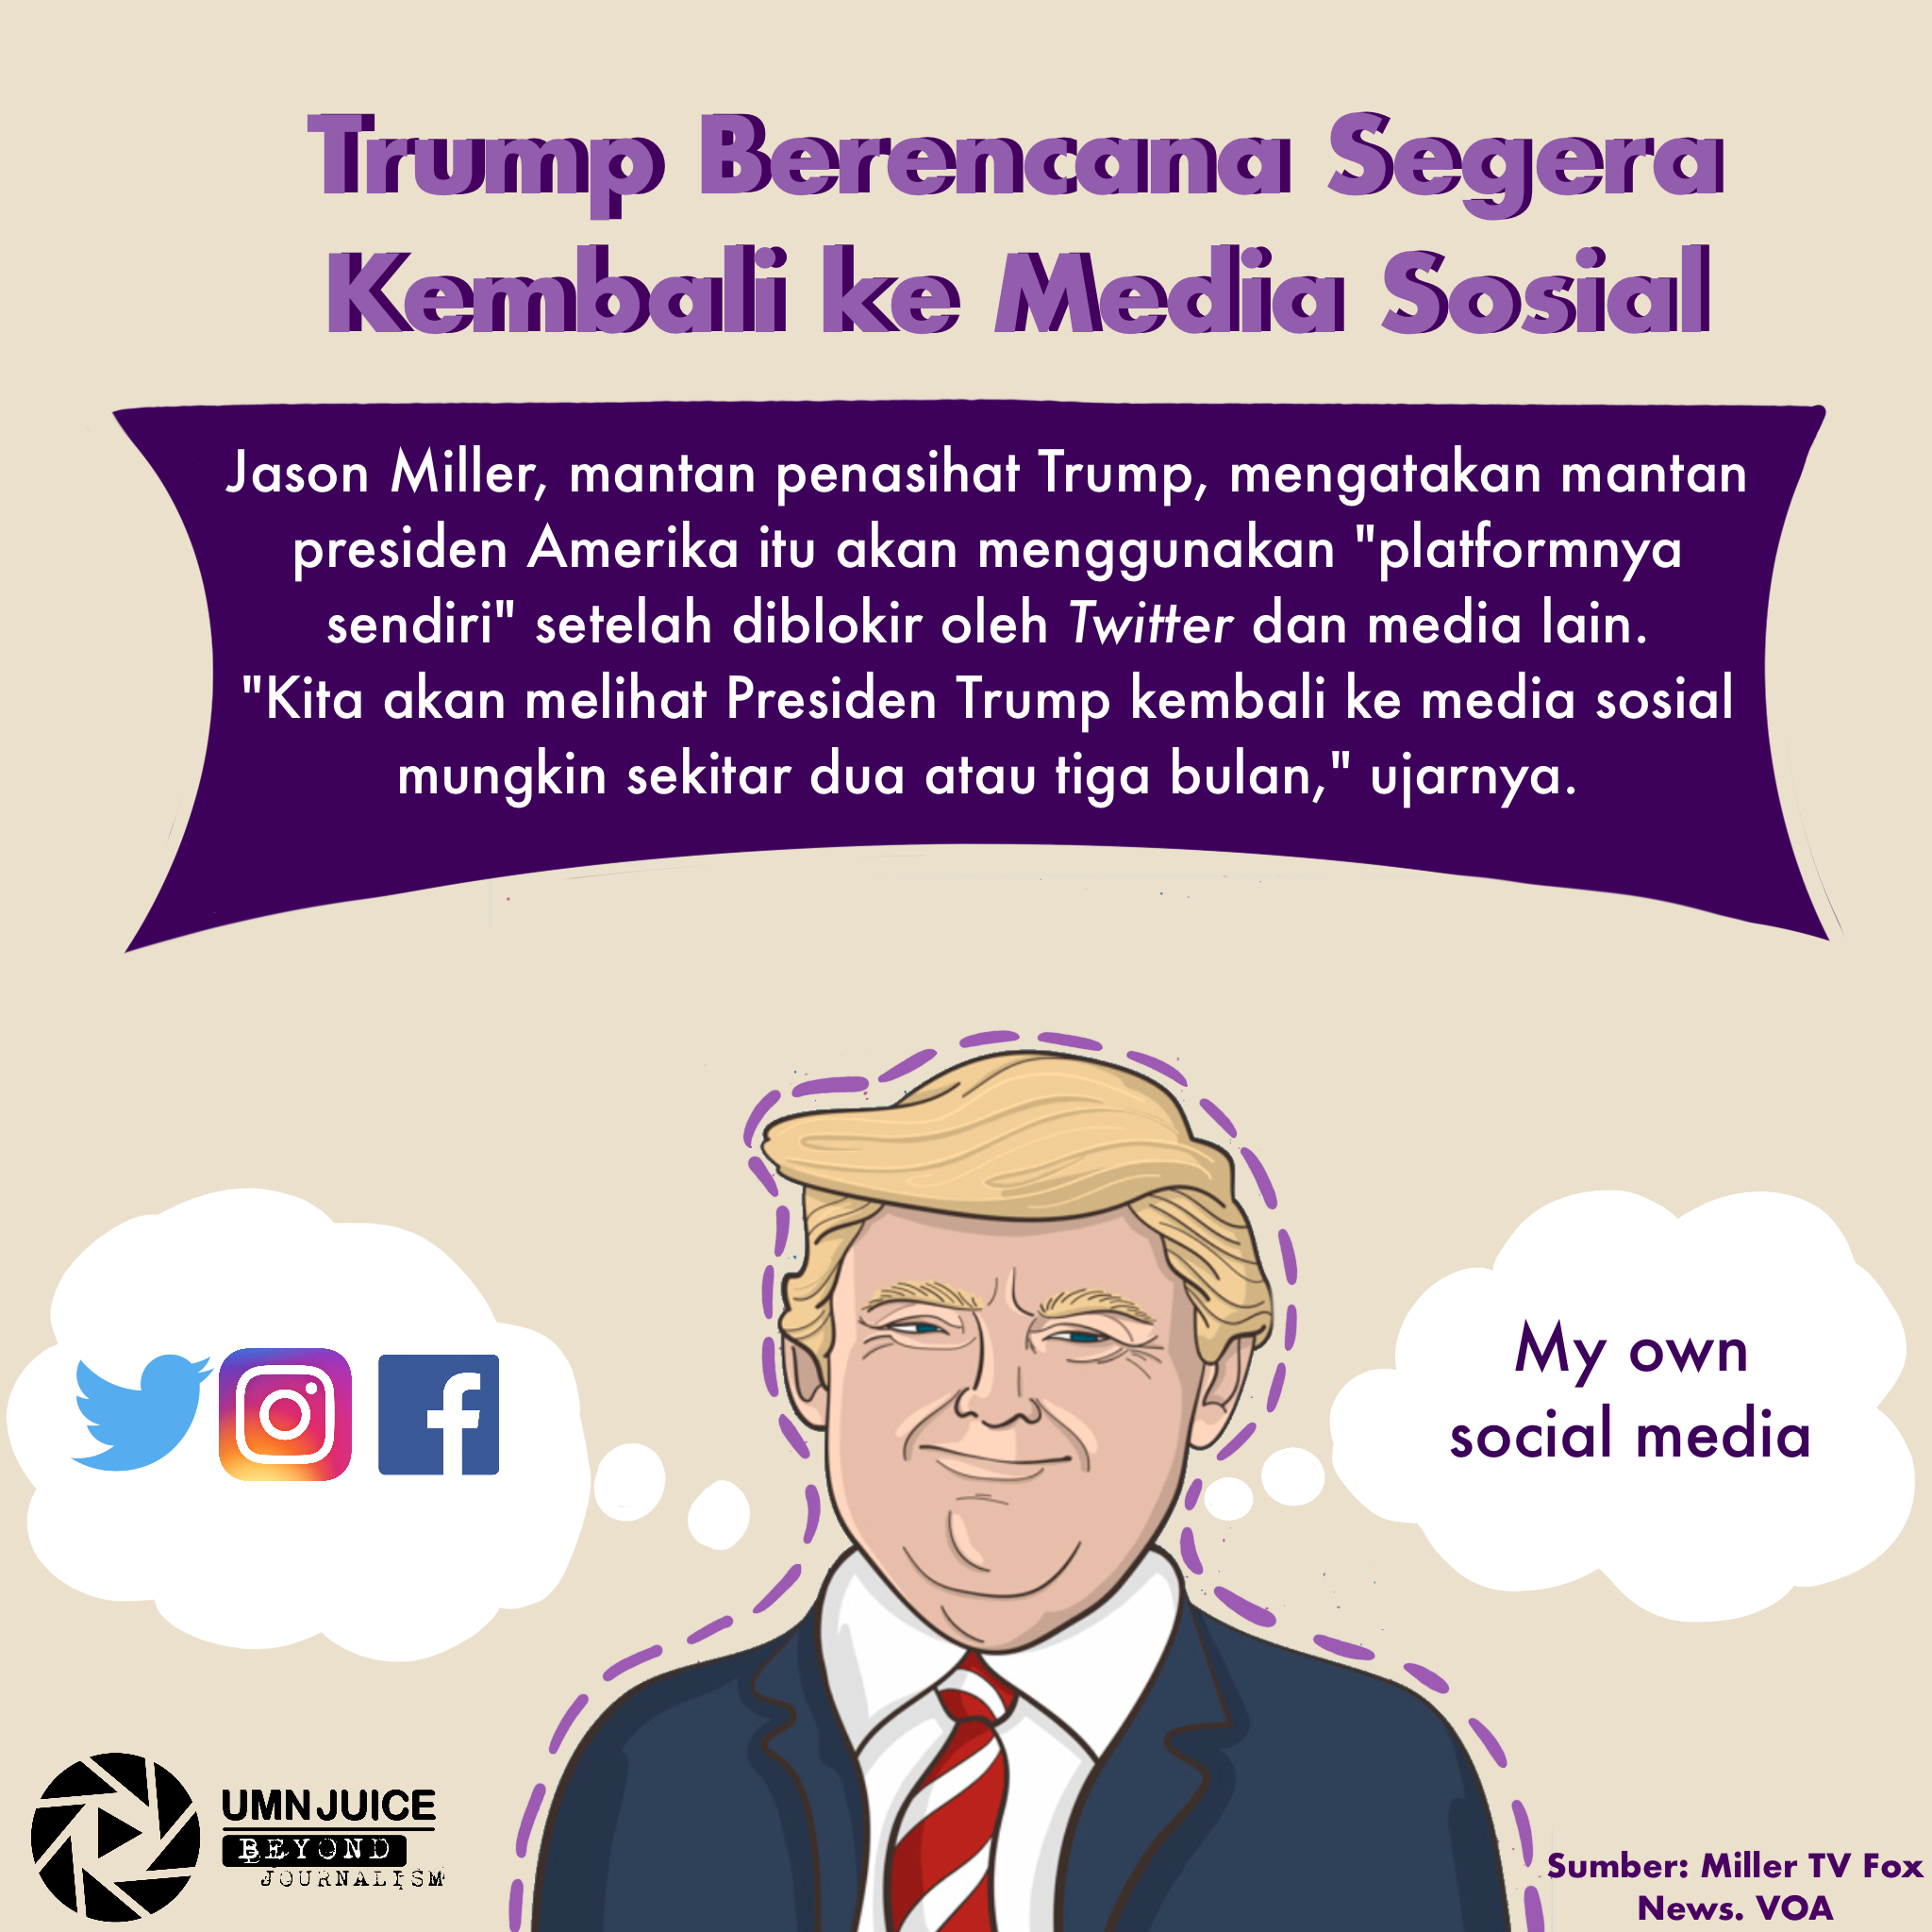 Trump Berencana Segera
Kembali ke Media Sosial
Jason Miller, mantan penasihat Trump, mengatakan mantan
presiden Amerika itu akan menggunakan "platformnya
sendiri" setelah diblokir oleh Twitter dan media lain.
"Kita akan melihat Presiden Trump kembali ke media sosial
mungkin sekitar dua atau tiga bulan," ujarnya.
My own
social media
UMN JUICE
BEYOND
JOURNALISM
Sumber: Miller TV Fox
News. VOA